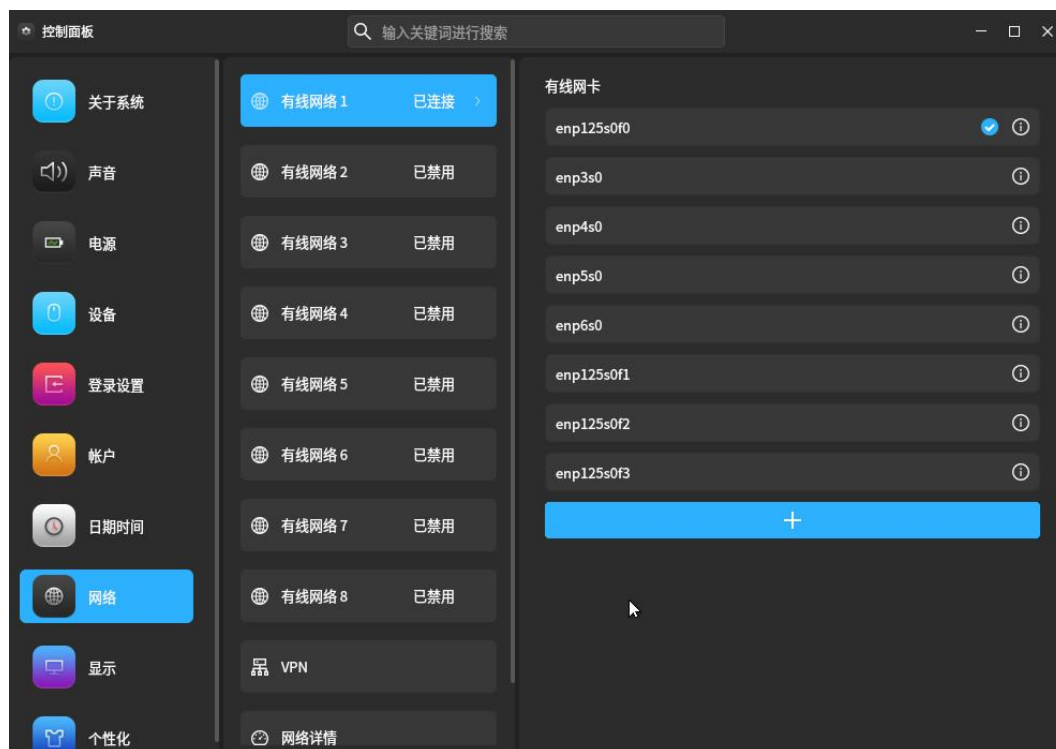 控制面板
输入关键词进行搜索
关于系统
声音
电源
设备
登录设置
帐户
日期时间
网络
显示
个性化
有线网络 1 已连接
有线网络 2 已禁用
有线网络 3 已禁用
有线网络 4 已禁用
有线网络 5 已禁用
有线网络 6 已禁用
有线网络 7 已禁用
有线网络 8 已禁用
VPN
网络详情
有线网卡
enp125s0f0
enp3s0
enp4s0
enp5s0
enp6s0
enp125s0f1
enp125s0f2
enp125s0f3